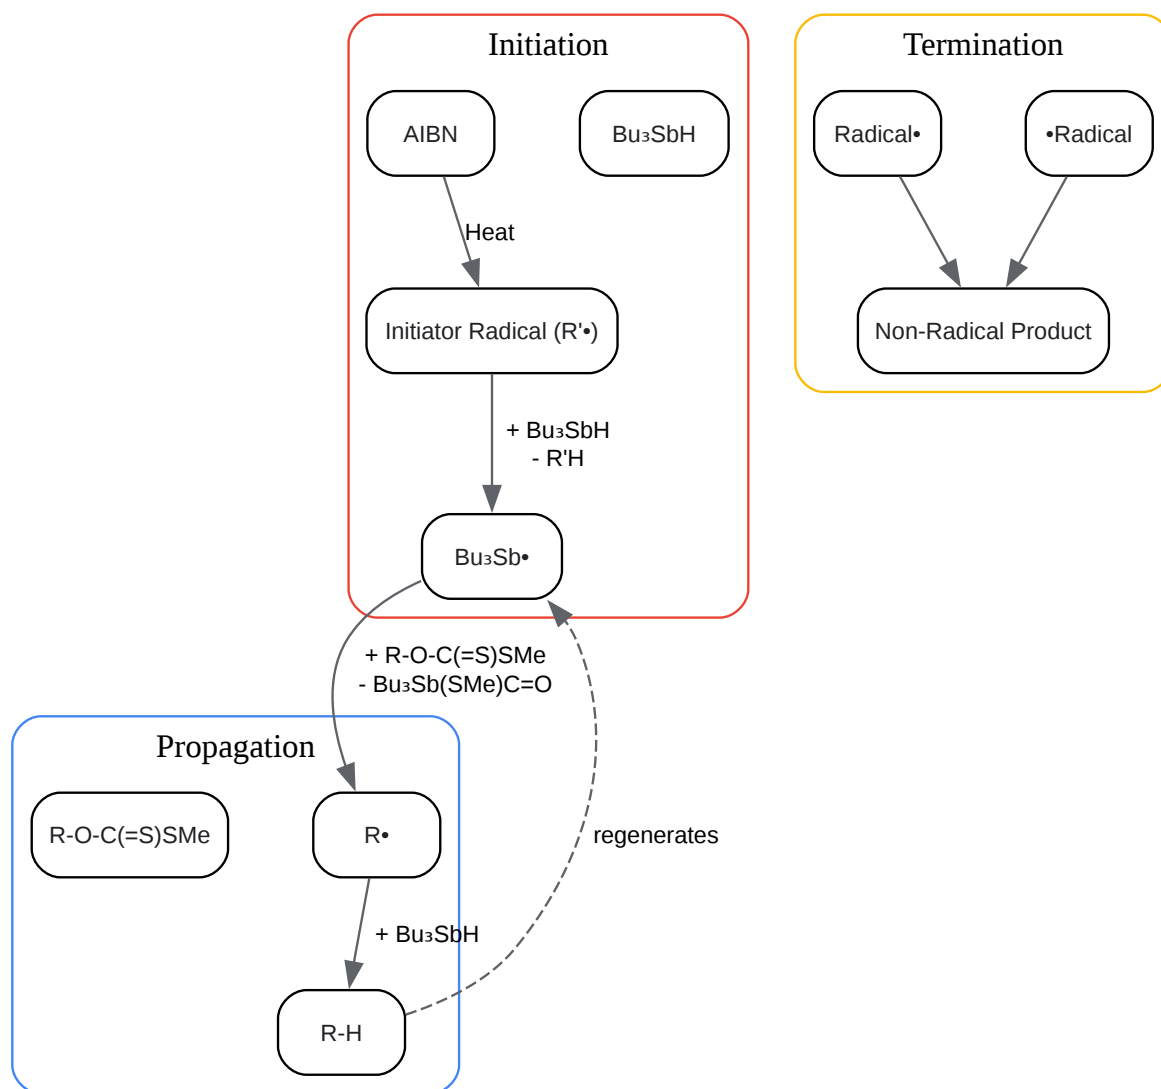 Initiation
AIBN
Bu₃SbH
Heat
Initiator Radical (R'•)
+ Bu₃SbH
- R'H
Bu₃Sb•
Termination
Radical•
•Radical
Non-Radical Product
+ R-O-C(=S)SMe
- Bu₃Sb(SMe)C=O
Propagation
R-O-C(=S)SMe
R•
regenerates
+ Bu₃SbH
R-H